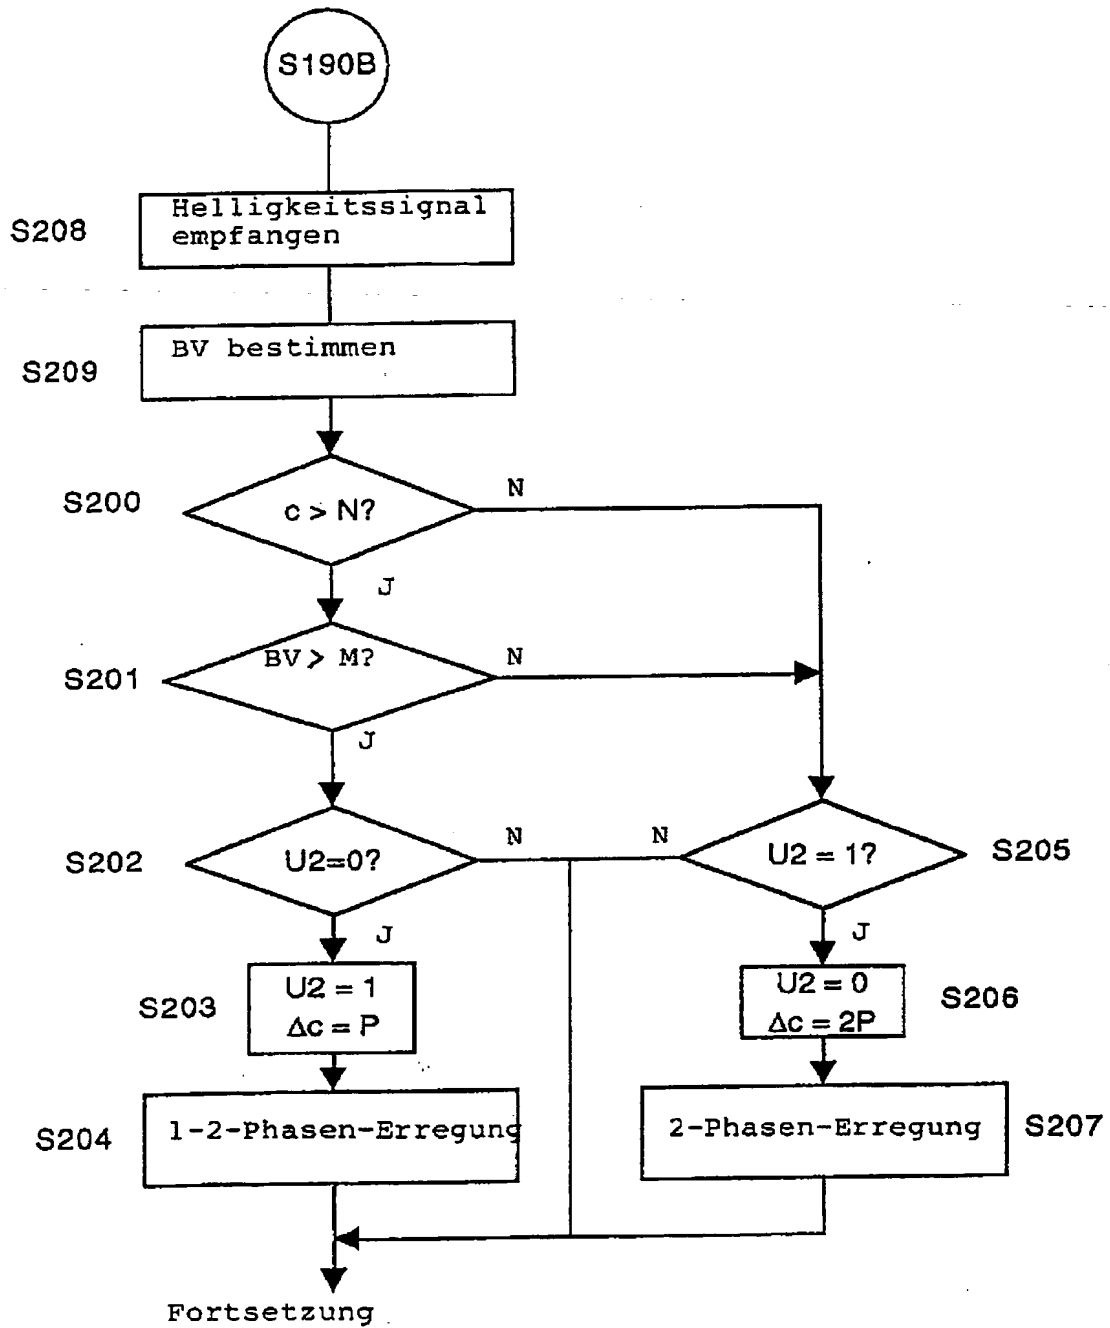 S190B
S208
Helligkeitssignal
empfangen
S209
BV bestimmen
S200
c > N?
N
J
S201
BV > M?
N
J
S202
U2=0?
N
N
U2 = 1?
S205
J
J
S203
U2 = 1
Δc = P
U2 = 0
Δc = 2P
S206
S204
1-2-Phasen-Erregung
2-Phasen-Erregung
S207
Fortsetzung